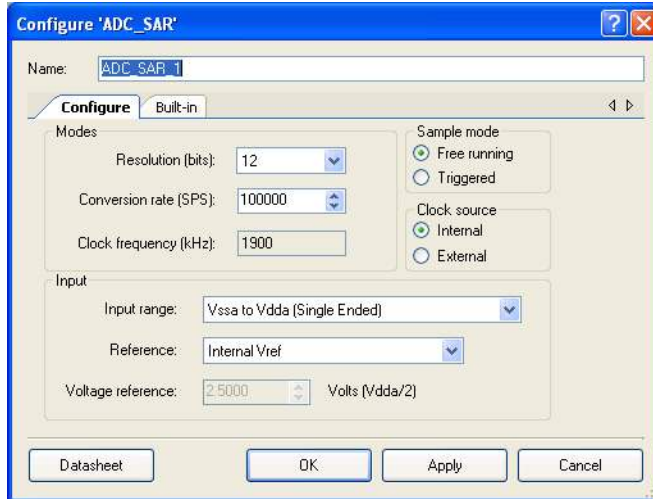 Configure 'ADC_SAR'
Name: ADC_SAR_1
Configure Built-in
Modes
Resolution (bits): 12
Conversion rate (SPS): 100000
Clock frequency (kHz): 1900
Sample mode
Free running
Triggered
Clock source
Internal
External
Input
Input range: Vssa to Vdda (Single Ended)
Reference: Internal Vref
Voltage reference: 2.5000 Volts (Vdda/2)
Datasheet OK Apply Cancel